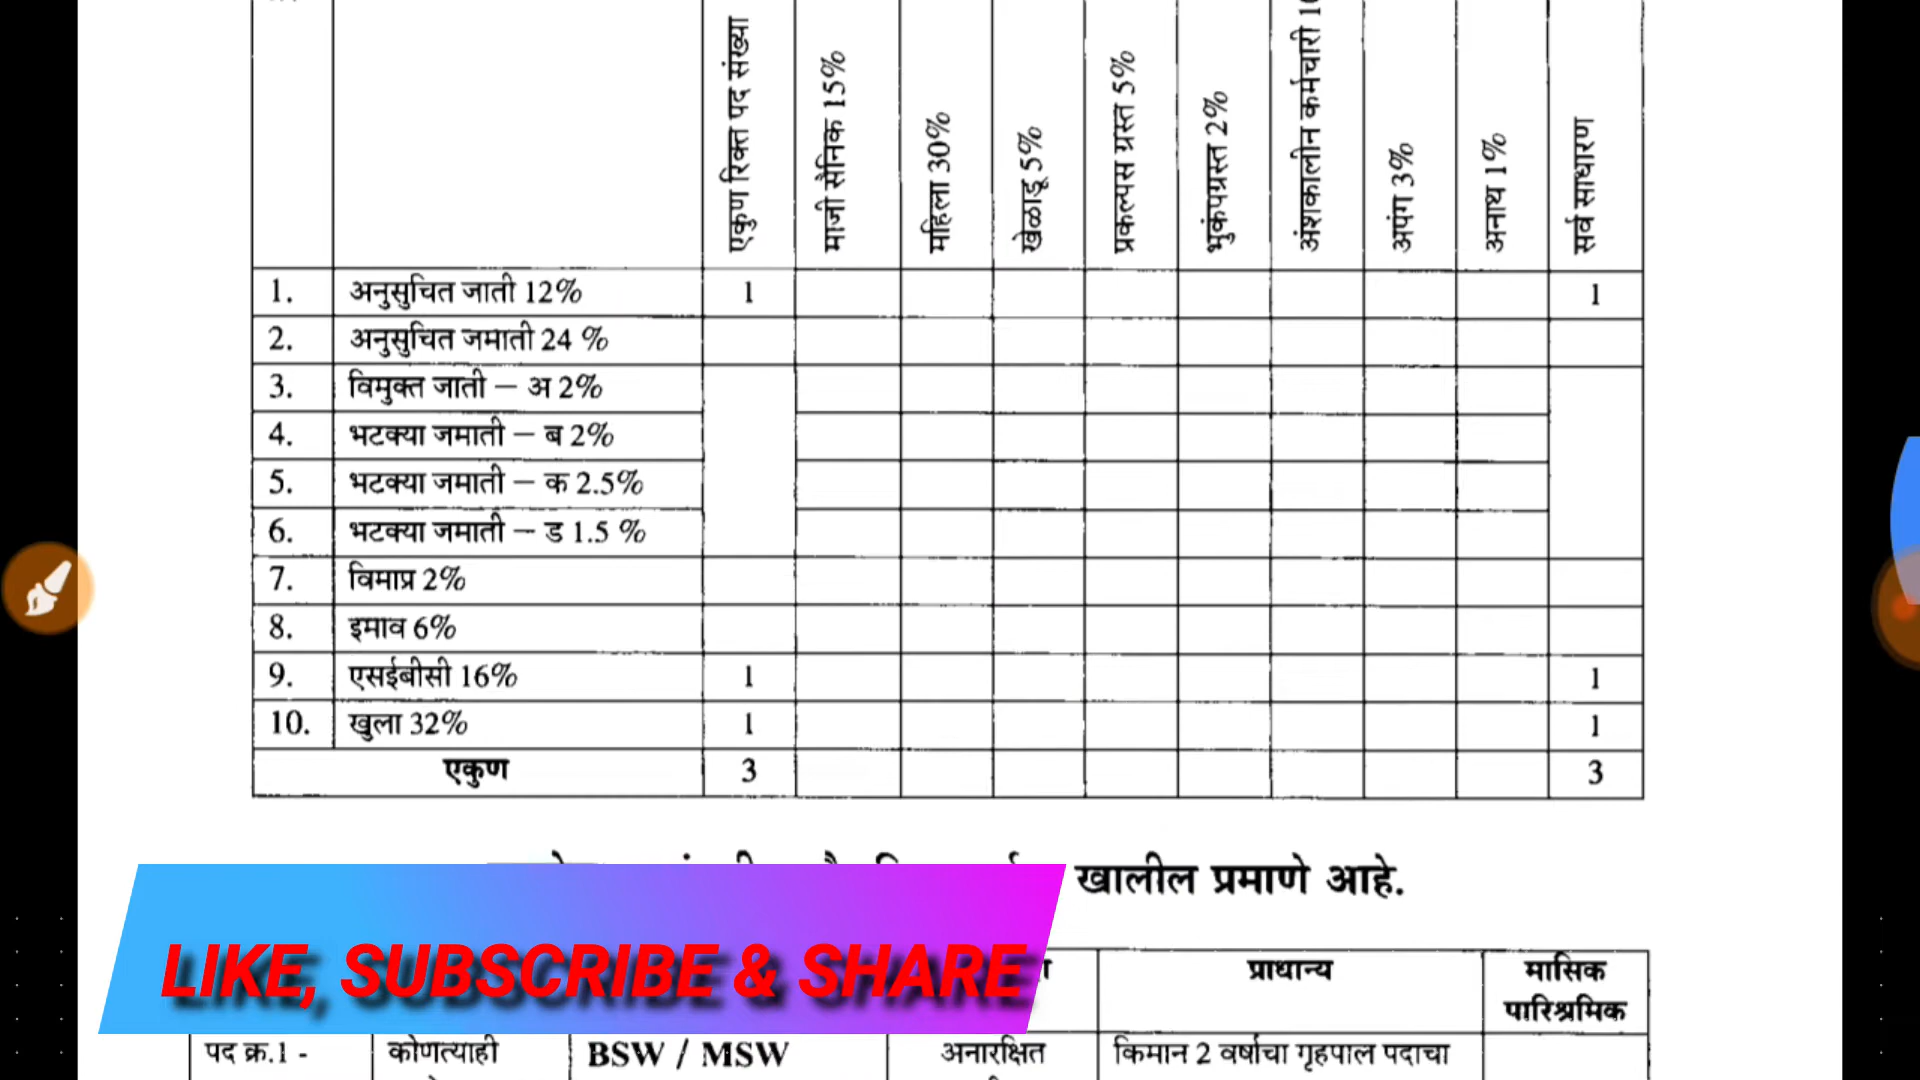 एकुण रिक्त पद संख्या
माजी सैनिक 15%
महिला 30%
खेळाडू 5%
प्रकल्पस ग्रस्त 5%
भुकंपग्रस्त 2%
अंशकालीन कर्मचारी
अपंग 3%
अनाथ 1%
सर्व साधारण
1. अनुसुचित जाती 12% 1 1
2. अनुसुचित जमाती 24 %
3. विमुक्त जाती – अ 2%
4. भटक्या जमाती – ब 2%
5. भटक्या जमाती – क 2.5%
6. भटक्या जमाती – ड 1.5 %
7. विमाप्र 2%
8. इमाव 6%
9. एसईबीसी 16% 1 1
10. खुला 32% 1 1
एकुण 3 3
खालील प्रमाणे आहे.
LIKE, SUBSCRIBE & SHARE
प्राधान्य मासिक
पारिश्रमिक
पद क्र.1 - कोणत्याही BSW / MSW अनारक्षित किमान 2 वर्षाचा गृहपाल पदाचा